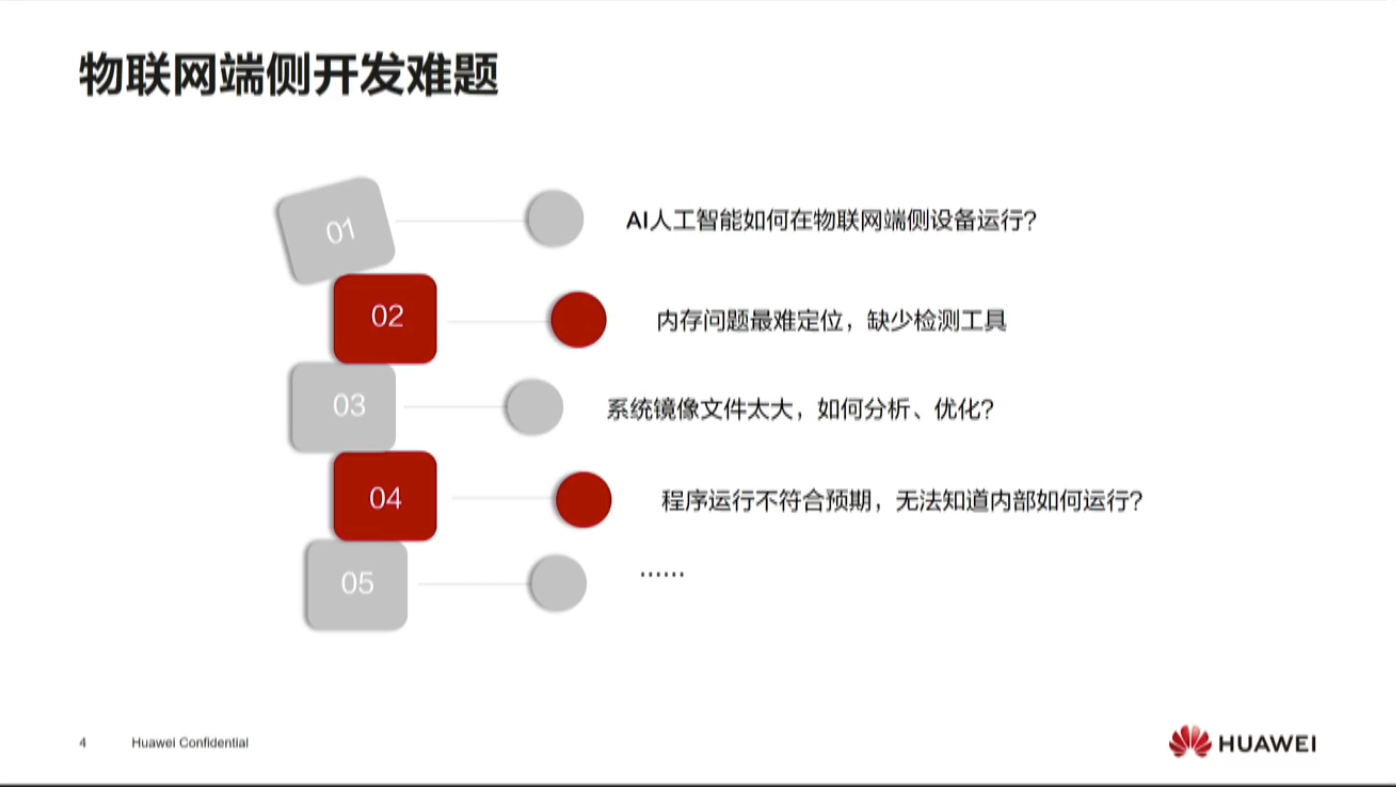 物联网端侧开发难题
01
AI人工智能如何在物联网端侧设备运行?
02
内存问题最难定位，缺少检测工具
03
系统镜像文件太大，如何分析、优化?
04
程序运行不符合预期，无法知道内部如何运行?
05
……
4 Huawei Confidential
HUAWEI